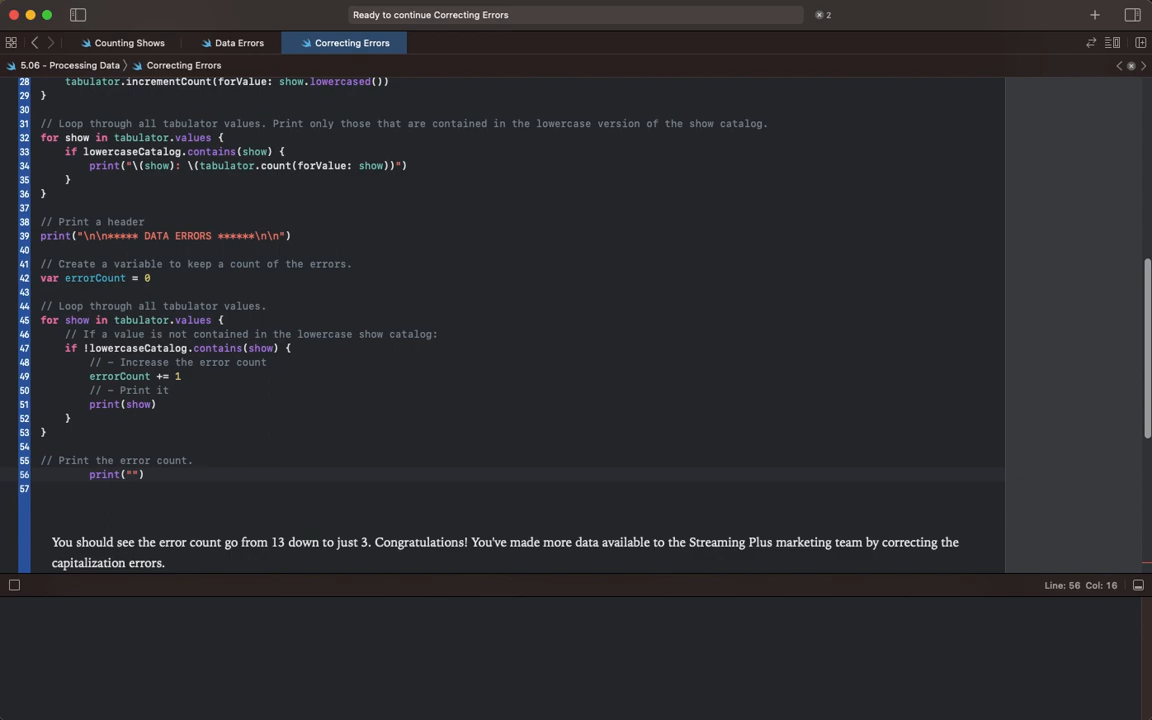 Ready to continue Correcting Errors
2
Counting Shows
Data Errors
Correcting Errors
5.06 - Processing Data
Correcting Errors
28 tabulator.incrementCount(forValue: show.lowercased())
29 }
30
31 // Loop through all tabulator values. Print only those that are contained in the lowercase version of the show catalog.
32 for show in tabulator.values {
33 if lowercaseCatalog.contains(show) {
34 print("\(show): \(tabulator.count(forValue: show))")
35 }
36 }
37
38 // Print a header
39 print("\n\n***** DATA ERRORS ******\n\n")
40
41 // Create a variable to keep a count of the errors.
42 var errorCount = 0
43
44 // Loop through all tabulator values.
45 for show in tabulator.values {
46 // If a value is not contained in the lowercase show catalog:
47 if !lowercaseCatalog.contains(show) {
48 // - Increase the error count
49 errorCount += 1
50 // - Print it
51 print(show)
52 }
53 }
54
55 // Print the error count.
56 print("")
57
You should see the error count go from 13 down to just 3. Congratulations! You've made more data available to the Streaming Plus marketing team by correcting the
capitalization errors.
Line: 56 Col: 16